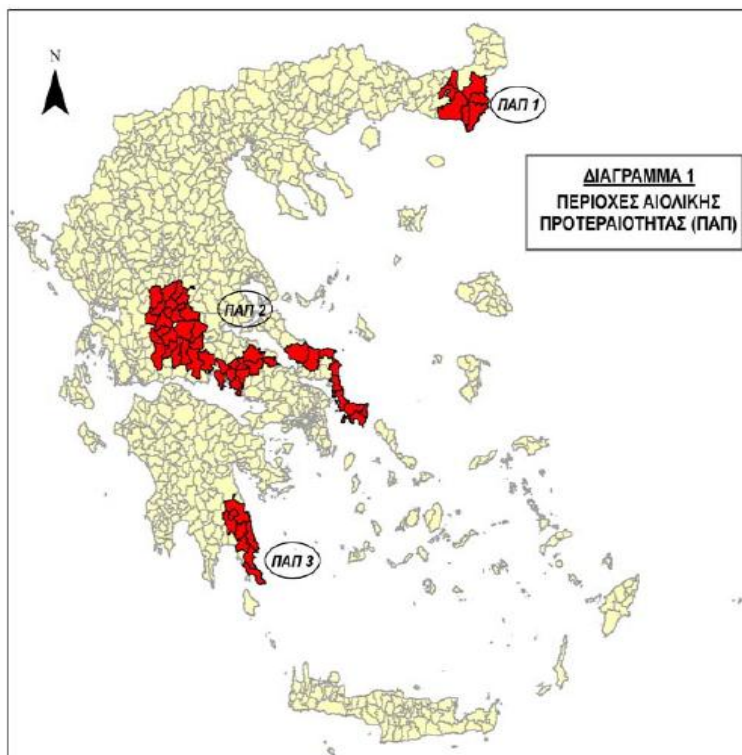 N
ΠΑΠ 1
ΔΙΑΓΡΑΜΜΑ 1
ΠΕΡΙΟΧΕΣ ΑΙΟΛΙΚΗΣ
ΠΡΟΤΕΡΑΙΟΤΗΤΑΣ (ΠΑΠ)
ΠΑΠ 2
ΠΑΠ 3